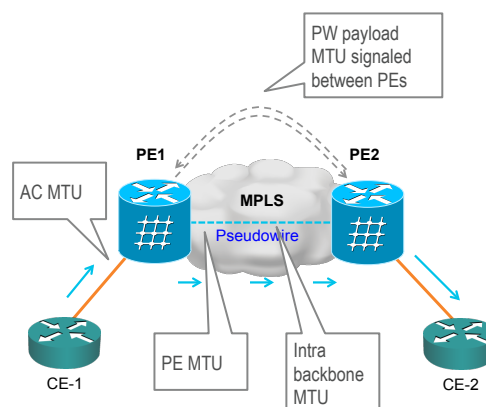 PW payload
MTU signaled
between PEs
PE1
PE2
AC MTU
MPLS
Pseudowire
PE MTU
Intra
backbone
MTU
CE-1
CE-2